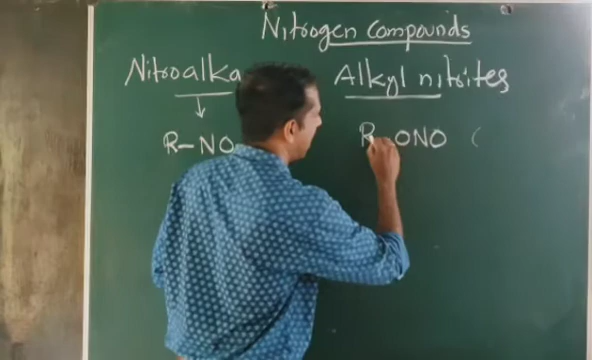 Nitrogen compounds
Nitroalka Alkyl nitrites
R-NO R ONO (